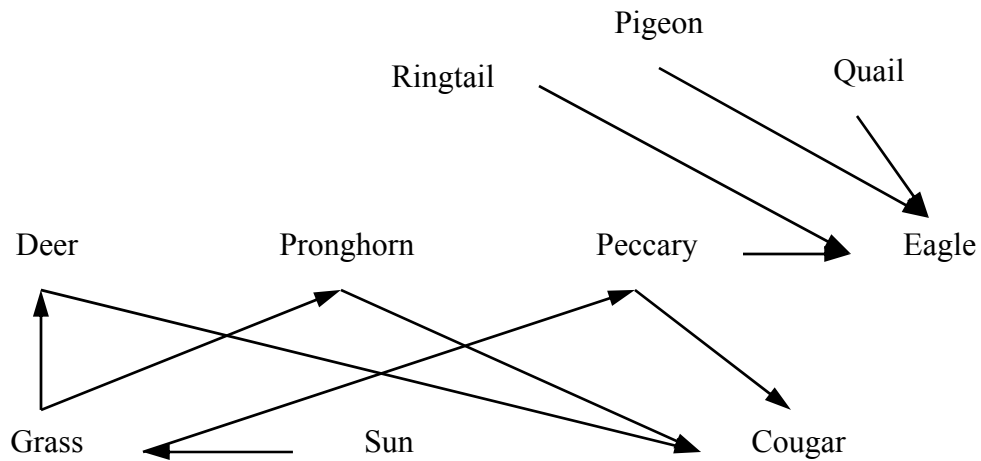 Pigeon
Ringtail
Quail
Deer
Pronghorn
Peccary
Eagle
Grass
Sun
Cougar